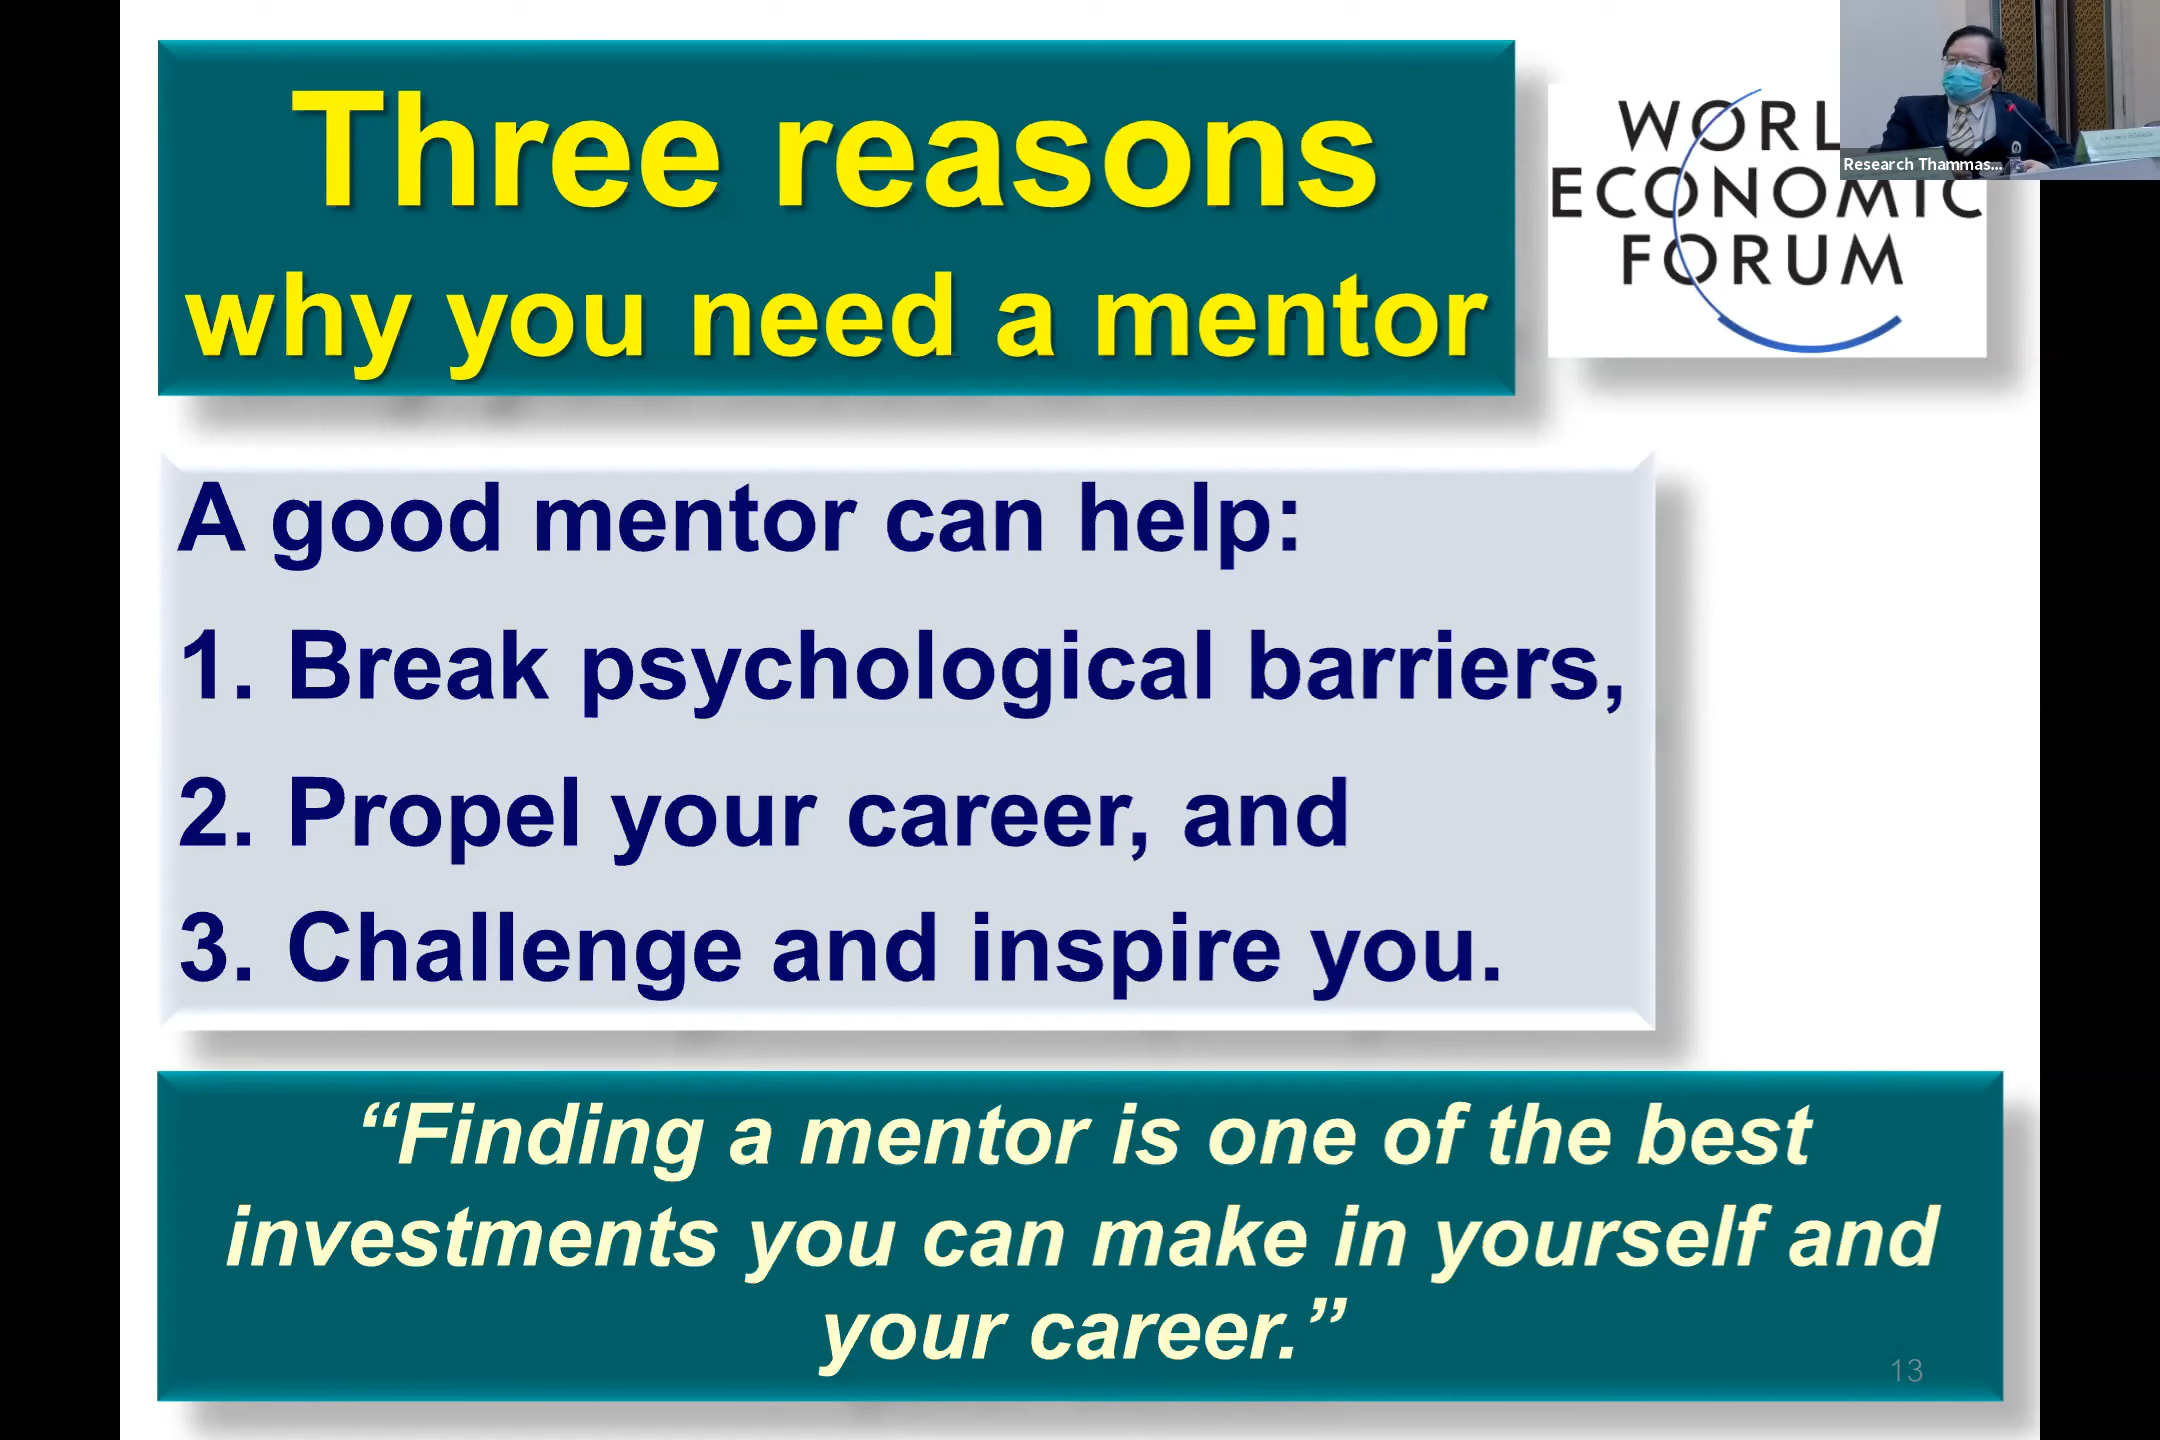 Three reasons
why you need a mentor
WORL
ECONOMIC
FORUM
Research Thammas...
A good mentor can help:
1. Break psychological barriers,
2. Propel your career, and
3. Challenge and inspire you.
“Finding a mentor is one of the best
investments you can make in yourself and
your career.”
13